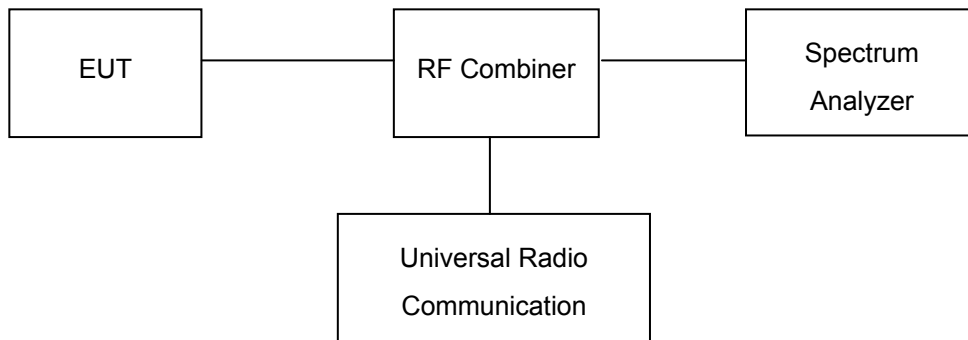 EUT
RF Combiner
Spectrum
Analyzer
Universal Radio
Communication